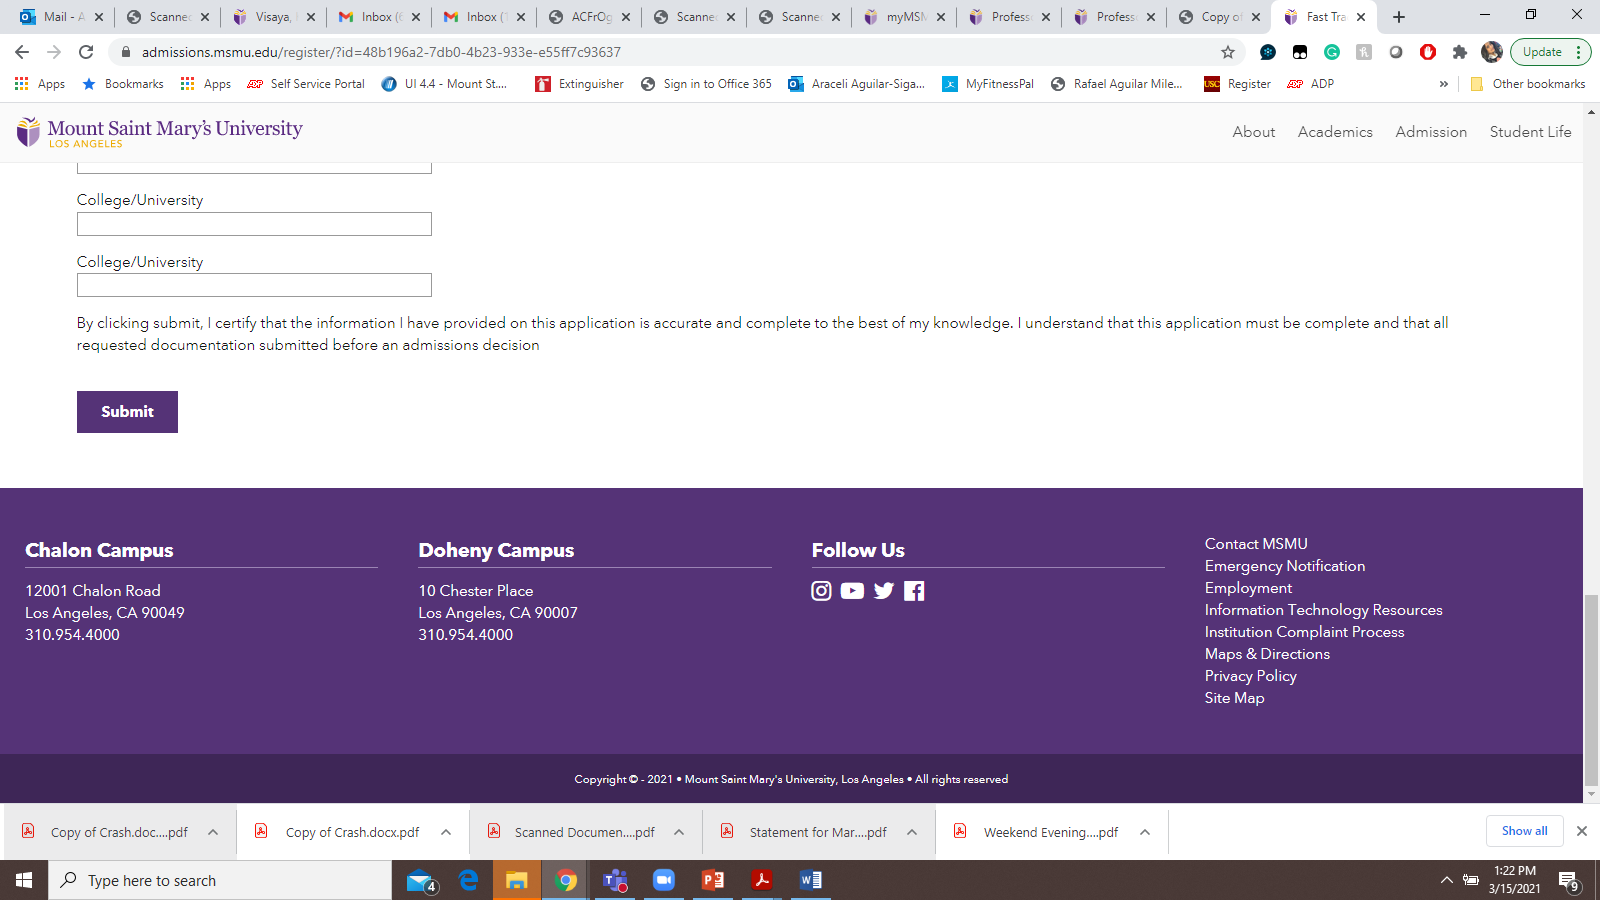 Mail - A
Scanne
Visaya,
Inbox (6
Inbox (1
ACFrOg
Scanne
Scanne
myMSM
Profess
Profess
Copy of
Fast Tra
admissions.msmu.edu/register/?id=48b196a2-7db0-4b23-933e-e55ff7c93637
Update
Apps
Bookmarks
Apps
Self Service Portal
UI 4.4 - Mount St....
Extinguisher
Sign in to Office 365
Araceli Aguilar-Siga...
MyFitnessPal
Rafael Aguilar Mile...
Register
ADP
»
Other bookmarks
Mount Saint Mary's University
LOS ANGELES
About
Academics
Admission
Student Life
College/University
College/University
By clicking submit, I certify that the information I have provided on this application is accurate and complete to the best of my knowledge. I understand that this application must be complete and that all
requested documentation submitted before an admissions decision
Submit
Chalon Campus
12001 Chalon Road
Los Angeles, CA 90049
310.954.4000
Doheny Campus
10 Chester Place
Los Angeles, CA 90007
310.954.4000
Follow Us
Contact MSMU
Emergency Notification
Employment
Information Technology Resources
Institution Complaint Process
Maps & Directions
Privacy Policy
Site Map
Copyright © - 2021 • Mount Saint Mary's University, Los Angeles • All rights reserved
Copy of Crash.doc....pdf
Copy of Crash.docx.pdf
Scanned Documen....pdf
Statement for Mar....pdf
Weekend Evening....pdf
Show all
Type here to search
4
1:22 PM
3/15/2021
9